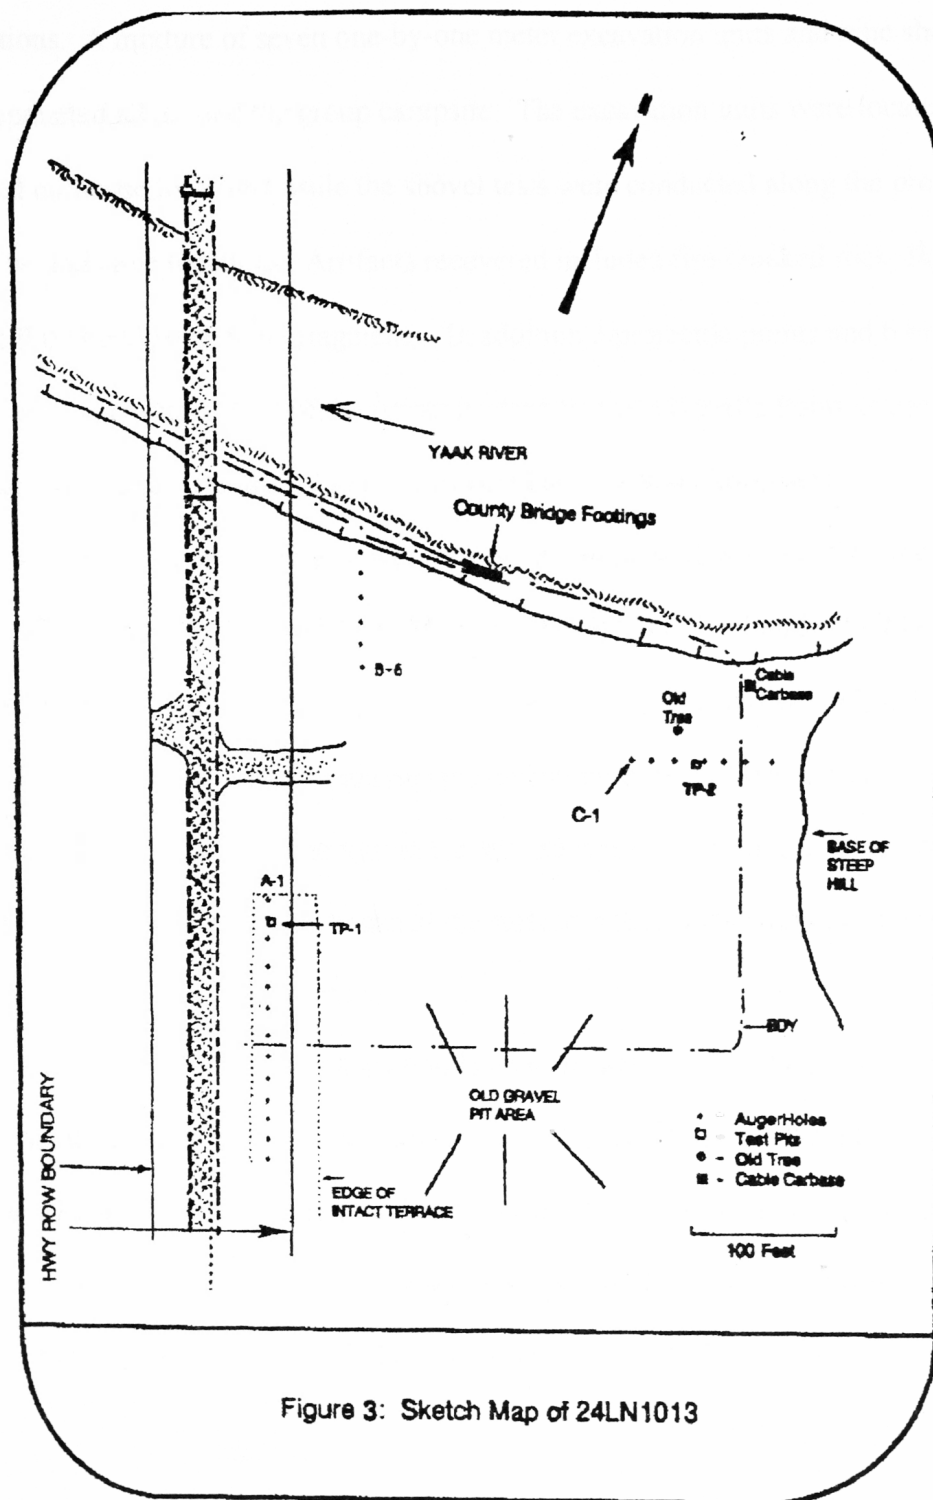 YAAK RIVER
County Bridge Footings
B-6
Cable
Carbase
Old
Tree
TP-2
C-1
BASE OF
STEEP
HILL
A-1
TP-1
BDY
OLD GRAVEL
PIT AREA
HWY ROW BOUNDARY
EDGE OF
INTACT TERRACE
AugerHoles
Test Pits
- Old Tree
- Cable Carbase
100 Feet
Figure 3: Sketch Map of 24LN1013